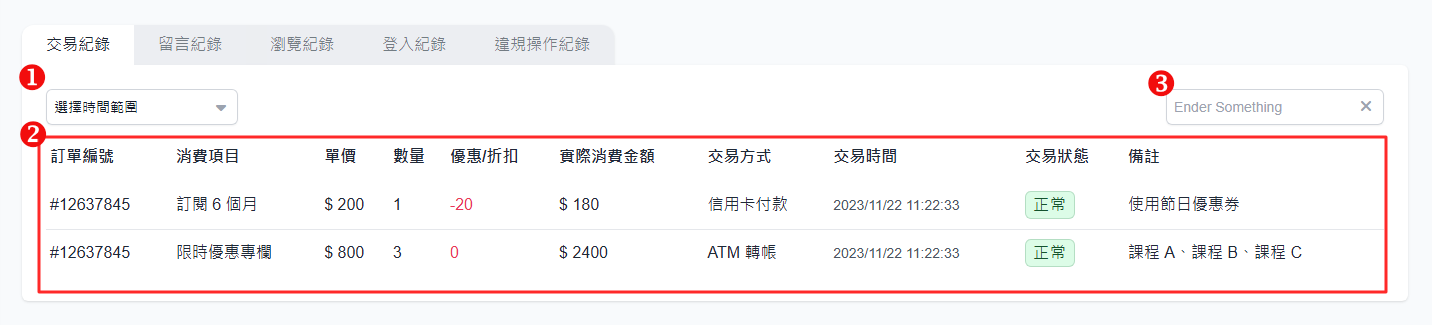 交易紀錄 留言紀錄 瀏覽紀錄 登入紀錄 違規操作紀錄
1 3
選擇時間範圍 Ender Something ×
2
訂單編號 消費項目 單價 數量 優惠/折扣 實際消費金額 交易方式 交易時間 交易狀態 備註
#12637845 訂閱 6 個月 $ 200 1 -20 $ 180 信用卡付款 2023/11/22 11:22:33 正常 使用節日優惠券
#12637845 限時優惠專欄 $ 800 3 0 $ 2400 ATM 轉帳 2023/11/22 11:22:33 正常 課程 A、課程 B、課程 C